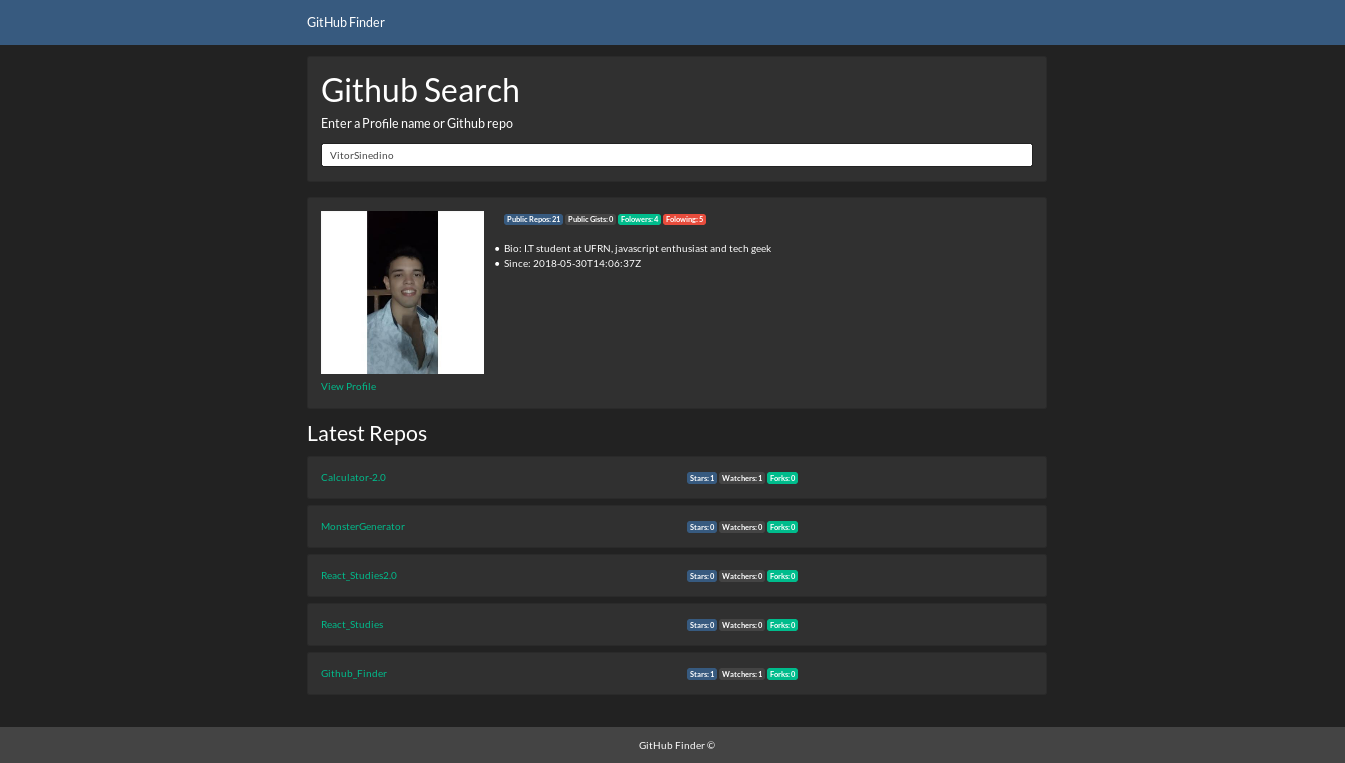 GitHub Finder
Github Search
Enter a Profile name or Github repo
VitorSinedino
Public Repos: 21 Public Gists: 0 Folowers: 4 Folowing: 5
• Bio: I.T student at UFRN, javascript enthusiast and tech geek
• Since: 2018-05-30T14:06:37Z
View Profile
Latest Repos
Calculator-2.0 Stars: 1 Watchers: 1 Forks: 0
MonsterGenerator Stars: 0 Watchers: 0 Forks: 0
React_Studies2.0 Stars: 0 Watchers: 0 Forks: 0
React_Studies Stars: 0 Watchers: 0 Forks: 0
Github_Finder Stars: 1 Watchers: 1 Forks: 0
GitHub Finder ©